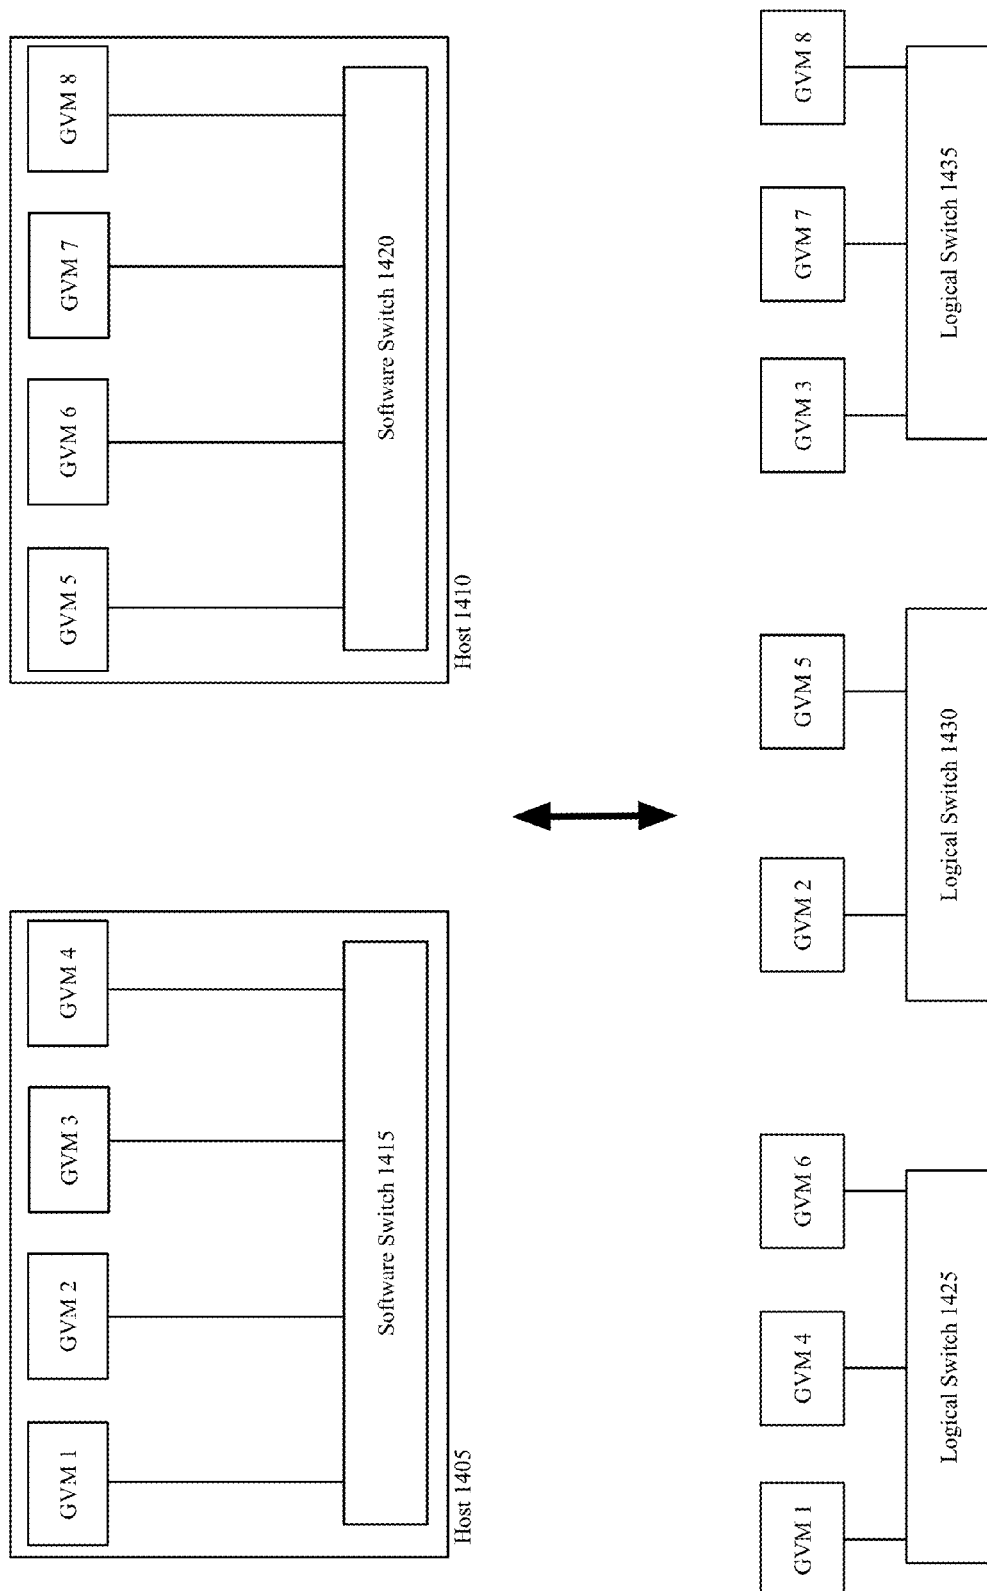 GVM 1
GVM 2
GVM 3
GVM 4
Software Switch 1415
Host 1405
GVM 5
GVM 6
GVM 7
GVM 8
Software Switch 1420
Host 1410
GVM 1
GVM 4
GVM 6
Logical Switch 1425
GVM 2
GVM 5
Logical Switch 1430
GVM 3
GVM 7
GVM 8
Logical Switch 1435